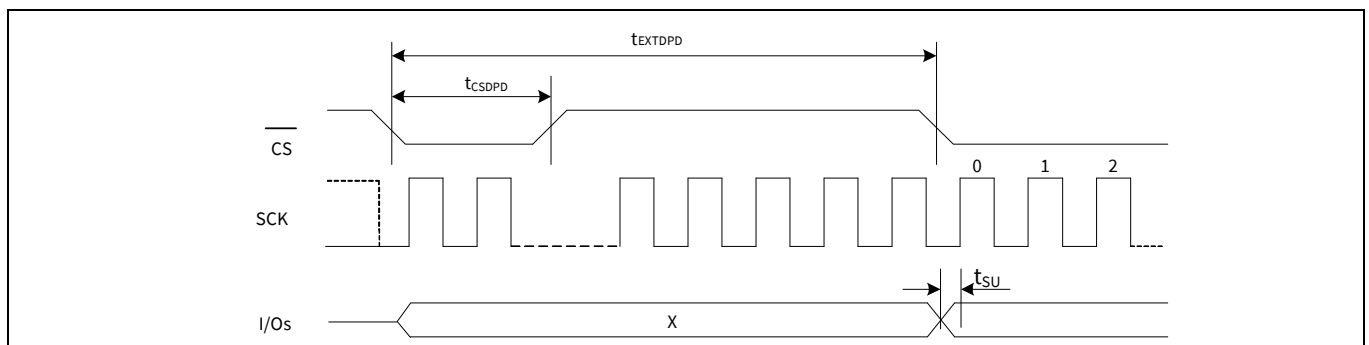 tEXTDPD
tCSDPD
CS
0 1 2
SCK
tSU
I/Os
X